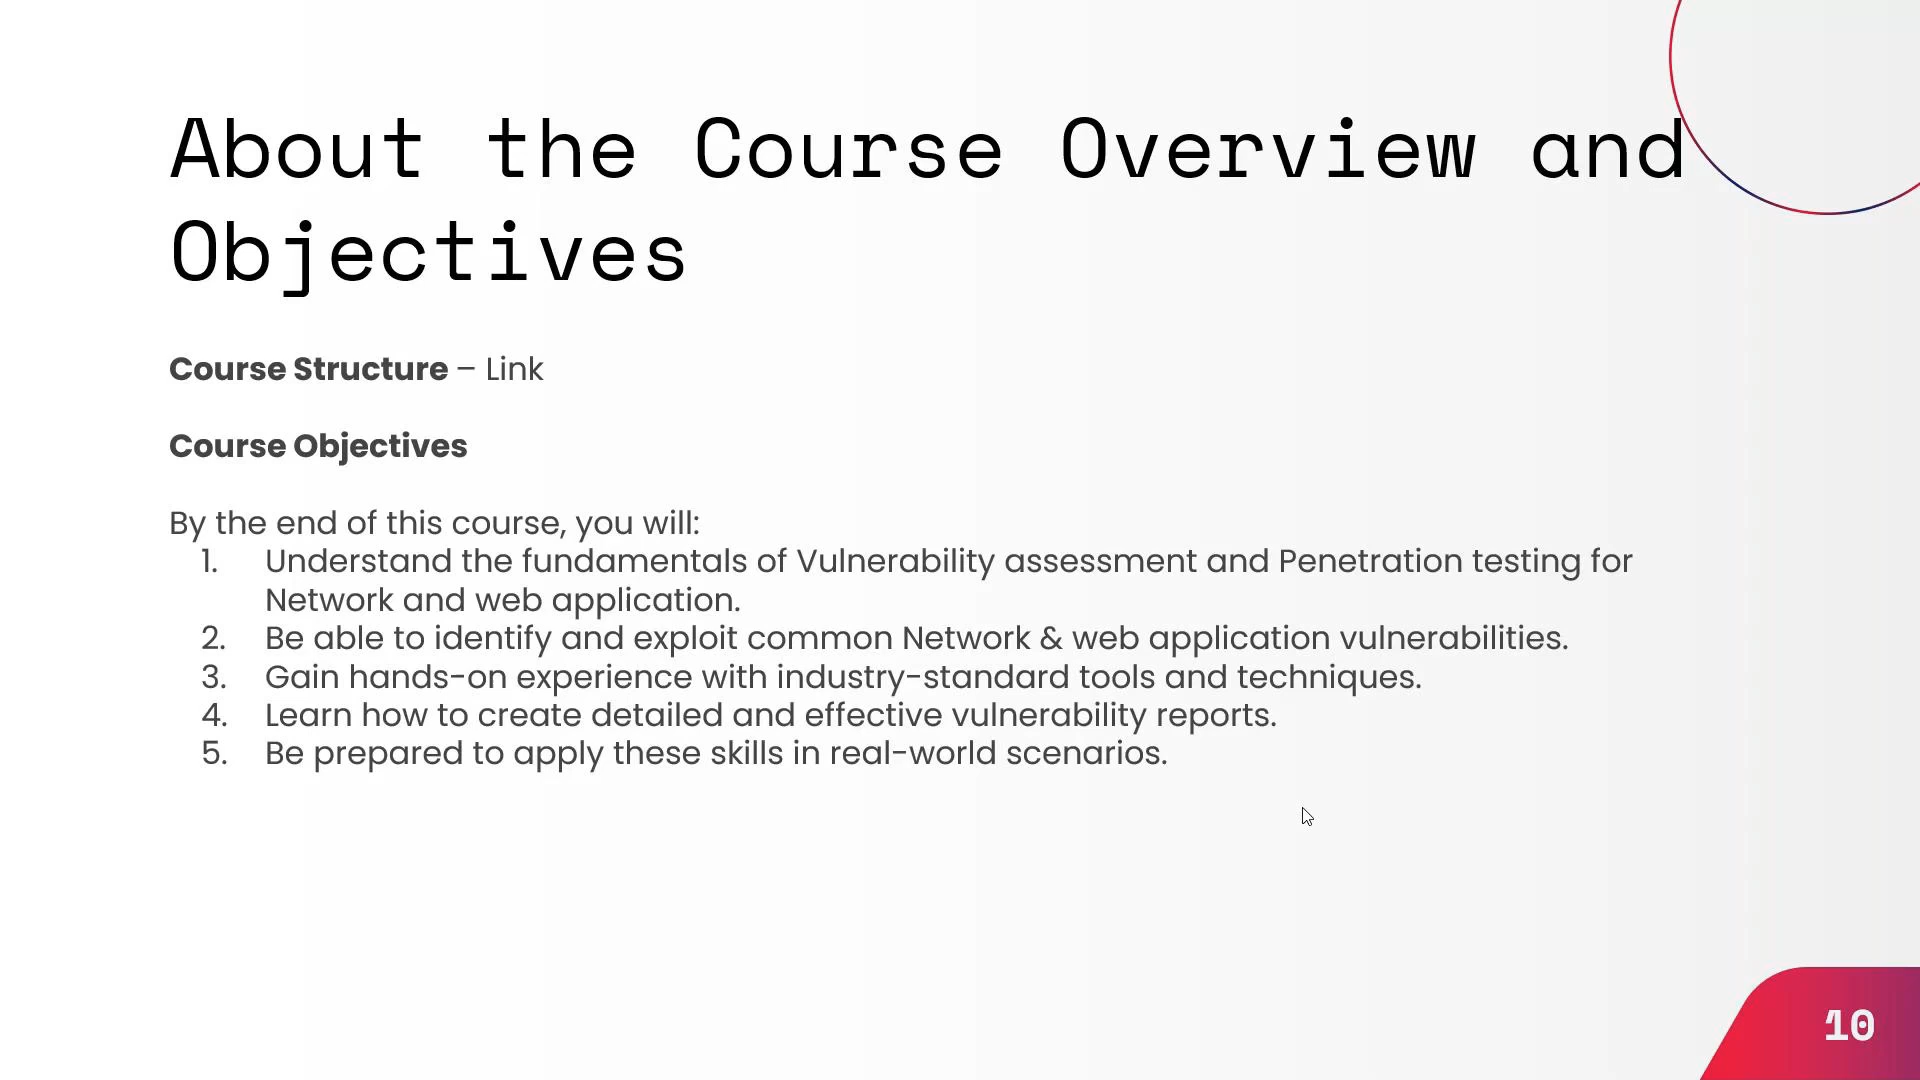 About the Course Overview and
Objectives
Course Structure – Link
Course Objectives
By the end of this course, you will:
1. Understand the fundamentals of Vulnerability assessment and Penetration testing for
Network and web application.
2. Be able to identify and exploit common Network & web application vulnerabilities.
3. Gain hands-on experience with industry-standard tools and techniques.
4. Learn how to create detailed and effective vulnerability reports.
5. Be prepared to apply these skills in real-world scenarios.
10